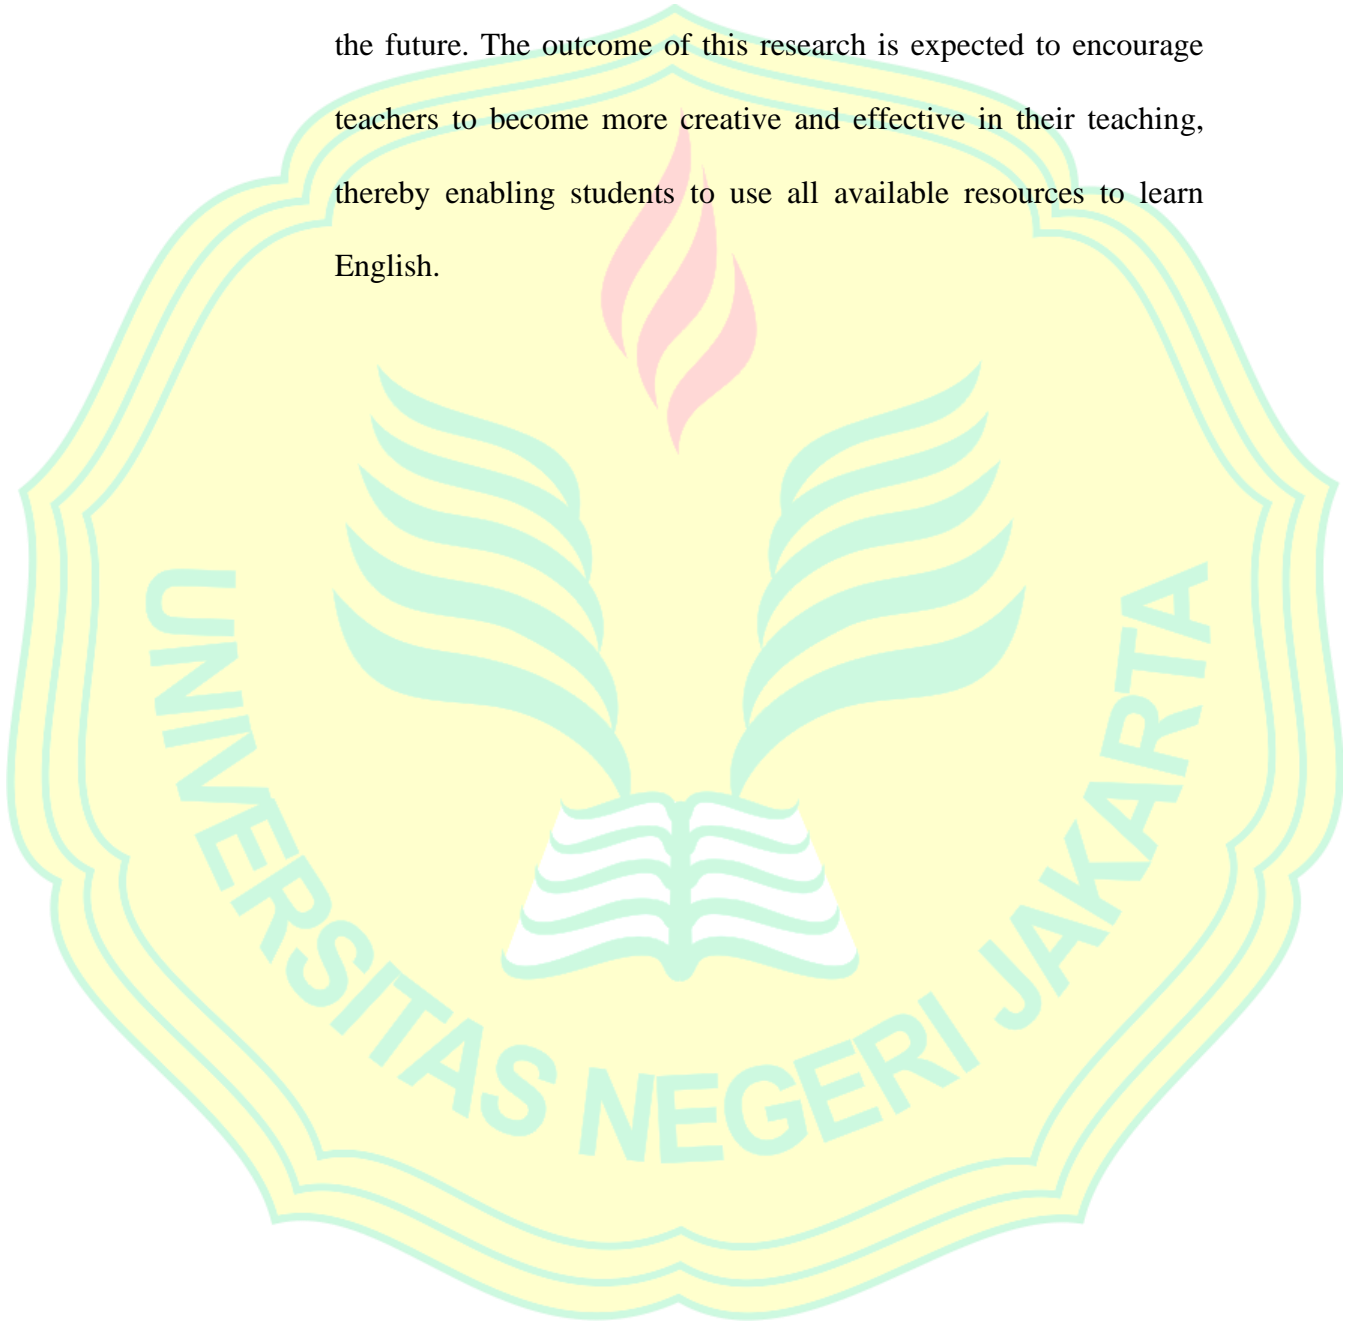 the future. The outcome of this research is expected to encourage
teachers to become more creative and effective in their teaching,
thereby enabling students to use all available resources to learn
English.
UNIVERSITAS NEGERI JAKARTA